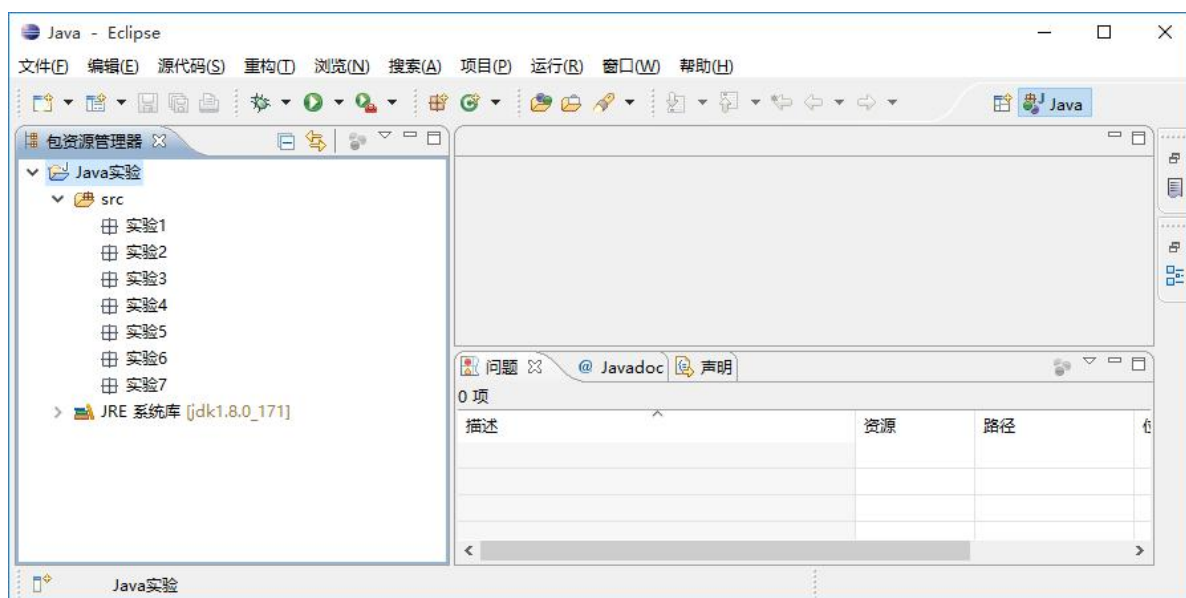 Java - Eclipse
文件(F) 编辑(E) 源代码(S) 重构(T) 浏览(N) 搜索(A) 项目(P) 运行(R) 窗口(W) 帮助(H)
Java
包资源管理器
Java实验
src
实验1
实验2
实验3
实验4
实验5
实验6
实验7
JRE 系统库 [jdk1.8.0_171]
问题 @ Javadoc 声明
0 项
描述 资源 路径
Java实验